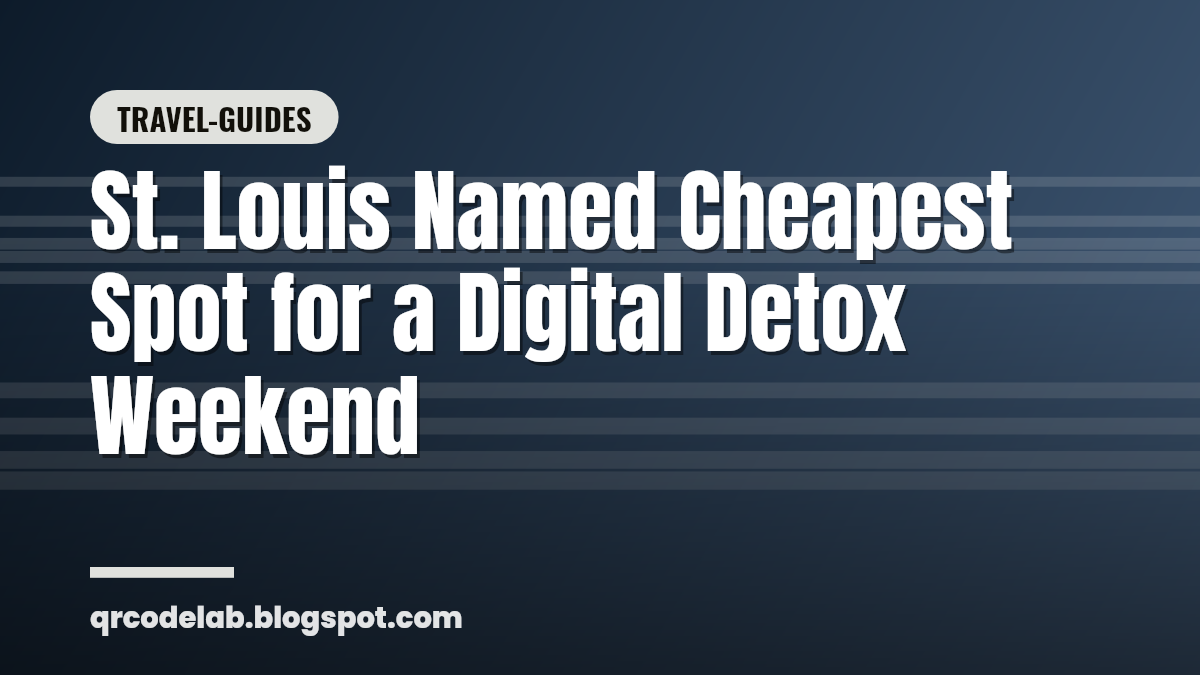 TRAVEL-GUIDES
St. Louis Named Cheapest
Spot for a Digital Detox
Weekend
qrcodelab.blogspot.com